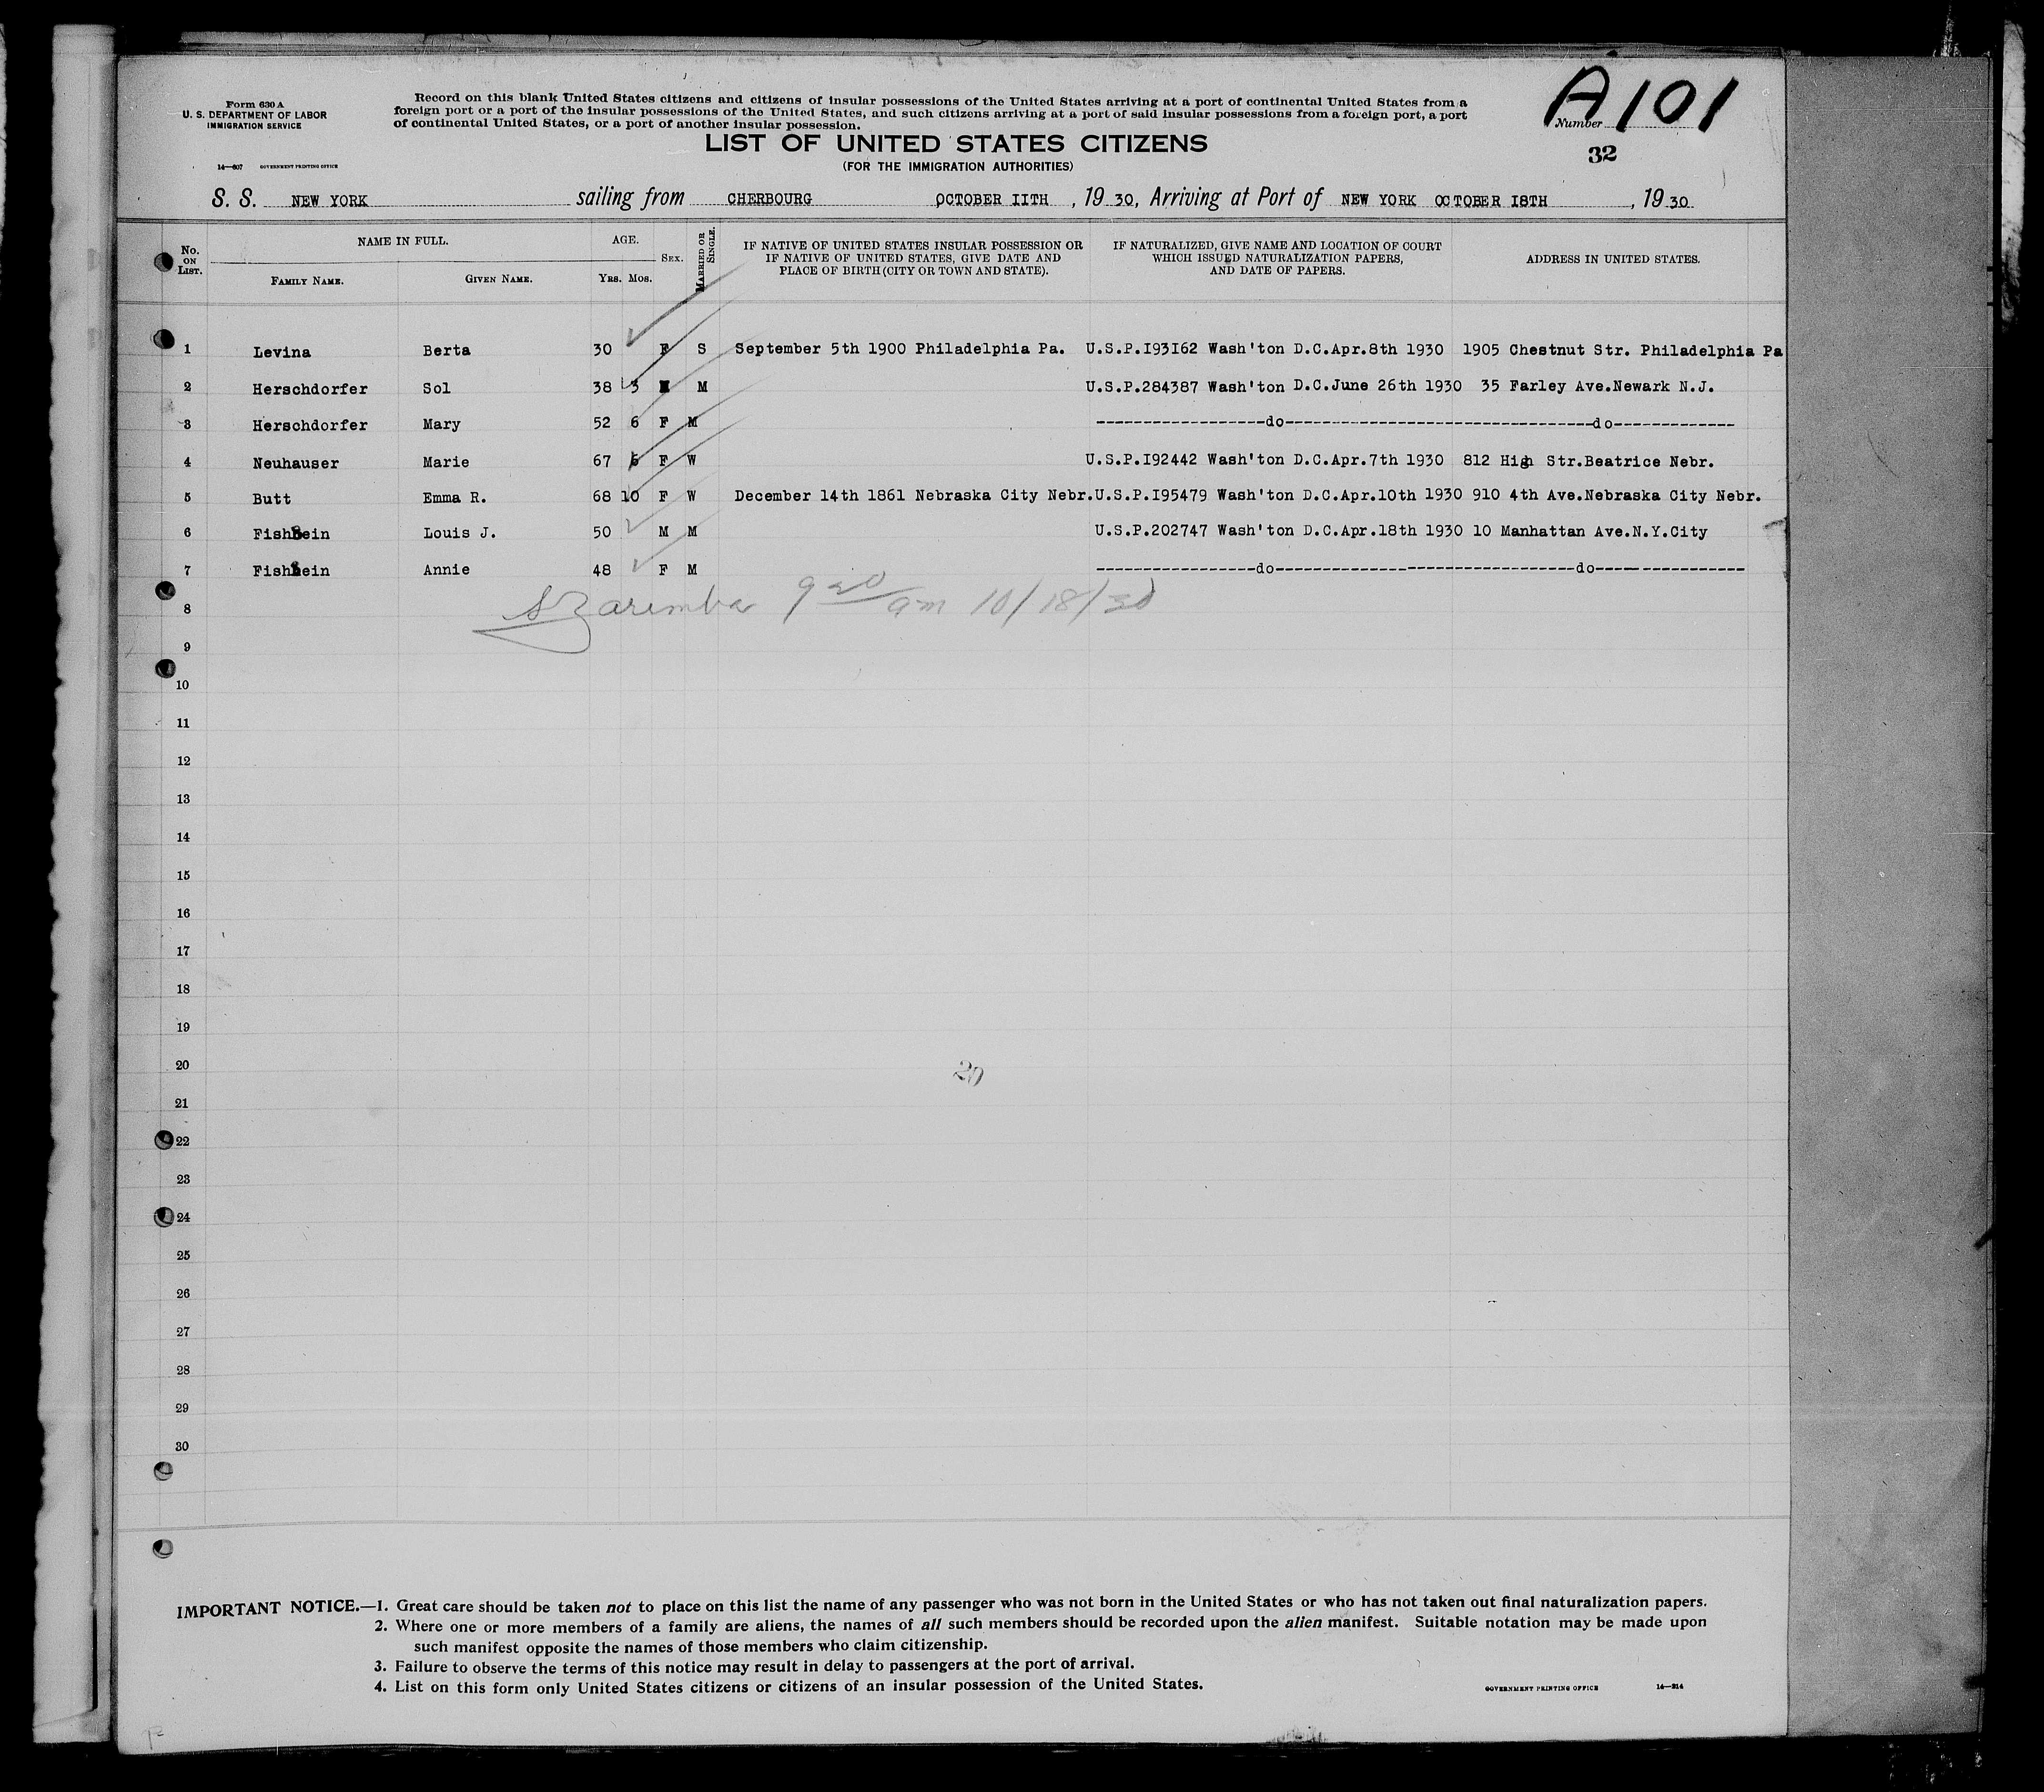 Form 630 A
U. S. DEPARTMENT OF LABOR
IMMIGRATION SERVICE
14—607 GOVERNMENT PRINTING OFFICE
Record on this blank United States citizens and citizens of insular possessions of the United States arriving at a port of continental United States from a
foreign port or a port of the insular possessions of the United States, and such citizens arriving at a port of said insular possessions from a foreign port, a port
of continental United States, or a port of another insular possession.
A101
Number
32
LIST OF UNITED STATES CITIZENS
(FOR THE IMMIGRATION AUTHORITIES)
S. S. NEW YORK sailing from CHERBOURG OCTOBER IITH , 19 30, Arriving at Port of NEW YORK OCTOBER I8TH , 19 30
No. ON LIST. NAME IN FULL. FAMILY NAME. GIVEN NAME. AGE. YRS. MOS. SEX. MARRIED OR SINGLE. IF NATIVE OF UNITED STATES INSULAR POSSESSION OR IF NATIVE OF UNITED STATES, GIVE DATE AND PLACE OF BIRTH (CITY OR TOWN AND STATE). IF NATURALIZED, GIVE NAME AND LOCATION OF COURT WHICH ISSUED NATURALIZATION PAPERS, AND DATE OF PAPERS. ADDRESS IN UNITED STATES.
1 Levina Berta 30 F S September 5th 1900 Philadelphia Pa. U.S.P.I93I62 Wash'ton D.C.Apr.8th 1930 1905 Chestnut Str. Philadelphia Pa
2 Herschdorfer Sol 38 3 M U.S.P.284387 Wash'ton D.C.June 26th 1930 35 Farley Ave.Newark N.J.
3 Herschdorfer Mary 52 6 F M ------------------do---------------------------------do-------------
4 Neuhauser Marie 67 6 F W U.S.P.I92442 Wash'ton D.C.Apr.7th 1930 812 High Str.Beatrice Nebr.
5 Butt Emma R. 68 10 F W December 14th 1861 Nebraska City Nebr. U.S.P.I95479 Wash'ton D.C.Apr.10th 1930 910 4th Ave.Nebraska City Nebr.
6 Fishbein Louis J. 50 M M U.S.P.202747 Wash'ton D.C.Apr.18th 1930 10 Manhattan Ave.N.Y.City
7 Fishbein Annie 48 F M -----------------do--------------------------------do----------------
8 S Zaremba 9 30 am 10/18/30
9
10
11
12
13
14
15
16
17
18
19
20
20
21
22
23
24
25
26
27
28
29
30
IMPORTANT NOTICE.—1. Great care should be taken not to place on this list the name of any passenger who was not born in the United States or who has not taken out final naturalization papers.
2. Where one or more members of a family are aliens, the names of all such members should be recorded upon the alien manifest. Suitable notation may be made upon
such manifest opposite the names of those members who claim citizenship.
3. Failure to observe the terms of this notice may result in delay to passengers at the port of arrival.
4. List on this form only United States citizens or citizens of an insular possession of the United States.
GOVERNMENT PRINTING OFFICE 14—214